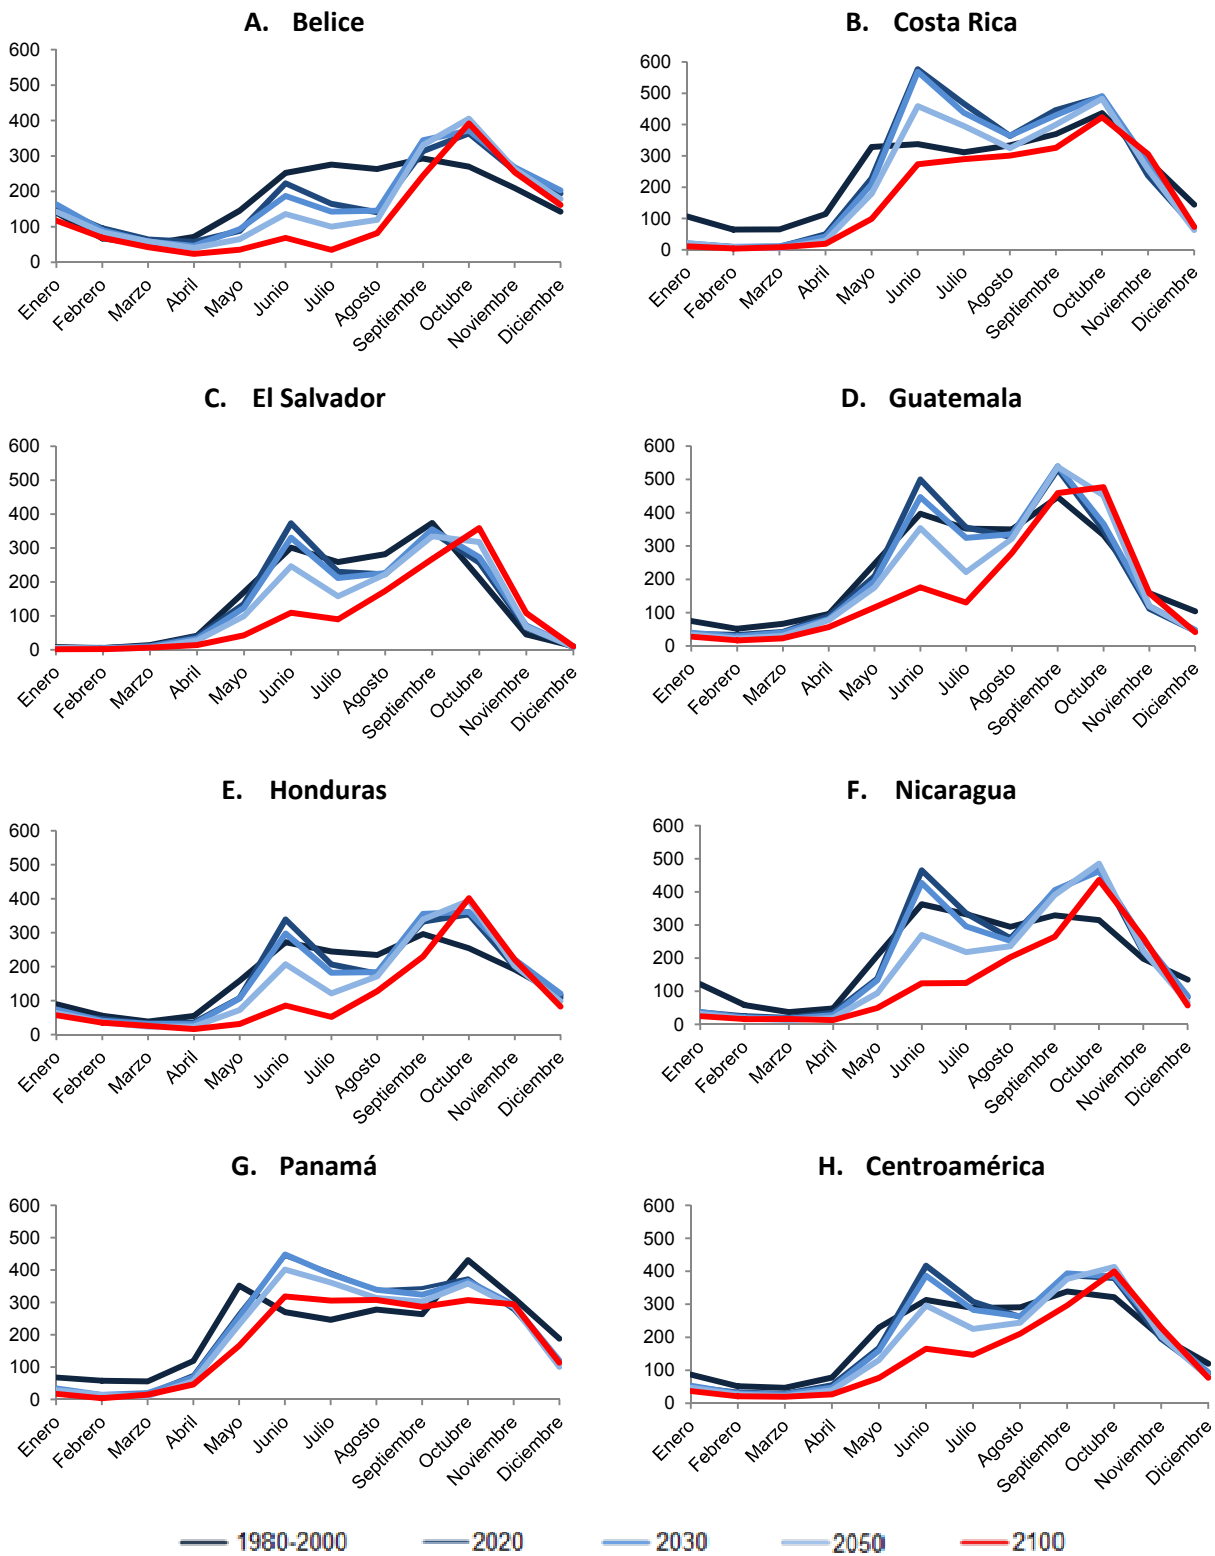 A. Belice
600
500
400
300
200
100
0
Enero
Febrero
Marzo
Abril
Mayo
Junio
Julio
Agosto
Septiembre
Octubre
Noviembre
Diciembre
B. Costa Rica
600
500
400
300
200
100
0
Enero
Febrero
Marzo
Abril
Mayo
Junio
Julio
Agosto
Septiembre
Octubre
Noviembre
Diciembre
C. El Salvador
600
500
400
300
200
100
0
Enero
Febrero
Marzo
Abril
Mayo
Junio
Julio
Agosto
Septiembre
Octubre
Noviembre
Diciembre
D. Guatemala
600
500
400
300
200
100
0
Enero
Febrero
Marzo
Abril
Mayo
Junio
Julio
Agosto
Septiembre
Octubre
Noviembre
Diciembre
E. Honduras
600
500
400
300
200
100
0
Enero
Febrero
Marzo
Abril
Mayo
Junio
Julio
Agosto
Septiembre
Octubre
Noviembre
Diciembre
F. Nicaragua
600
500
400
300
200
100
0
Enero
Febrero
Marzo
Abril
Mayo
Junio
Julio
Agosto
Septiembre
Octubre
Noviembre
Diciembre
G. Panamá
600
500
400
300
200
100
0
Enero
Febrero
Marzo
Abril
Mayo
Junio
Julio
Agosto
Septiembre
Octubre
Noviembre
Diciembre
H. Centroamérica
600
500
400
300
200
100
0
Enero
Febrero
Marzo
Abril
Mayo
Junio
Julio
Agosto
Septiembre
Octubre
Noviembre
Diciembre
1980-2000 2020 2030 2050 2100